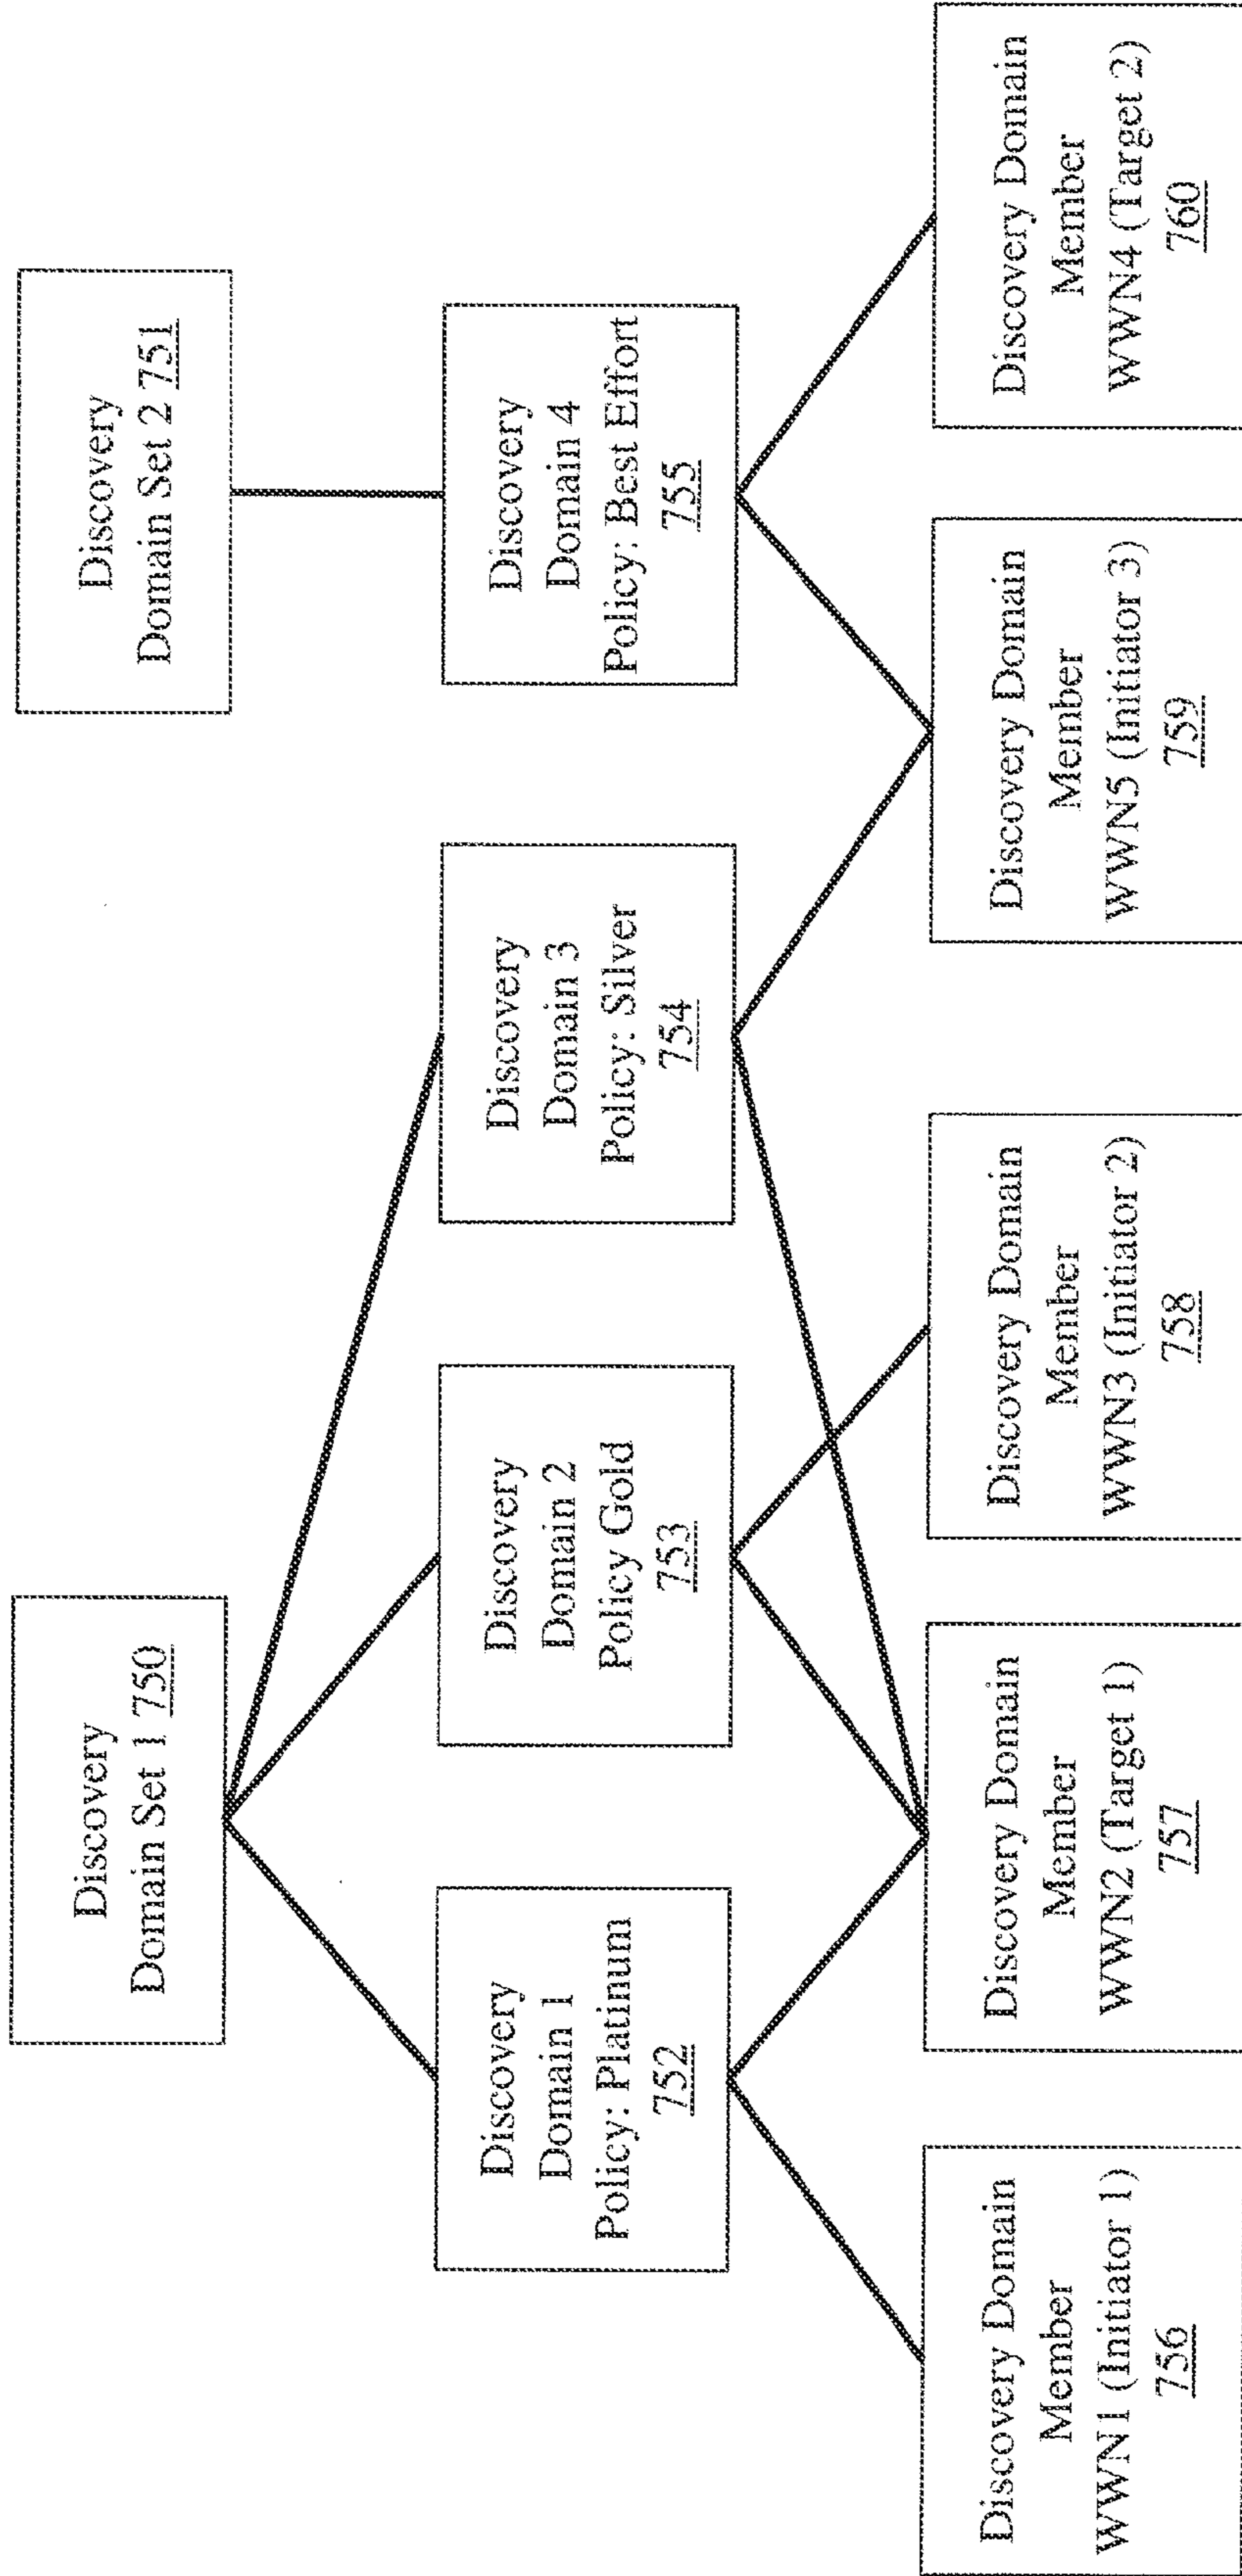 Discovery
Domain Set 1 750
Discovery
Domain Set 2 751
Discovery
Domain 1
Policy: Platinum
752
Discovery
Domain 2
Policy Gold
753
Discovery
Domain 3
Policy: Silver
754
Discovery
Domain 4
Policy: Best Effort
755
Discovery Domain
Member
WWN1 (Initiator 1)
756
Discovery Domain
Member
WWN2 (Target 1)
757
Discovery Domain
Member
WWN3 (Initiator 2)
758
Discovery Domain
Member
WWN5 (Initiator 3)
759
Discovery Domain
Member
WWN4 (Target 2)
760